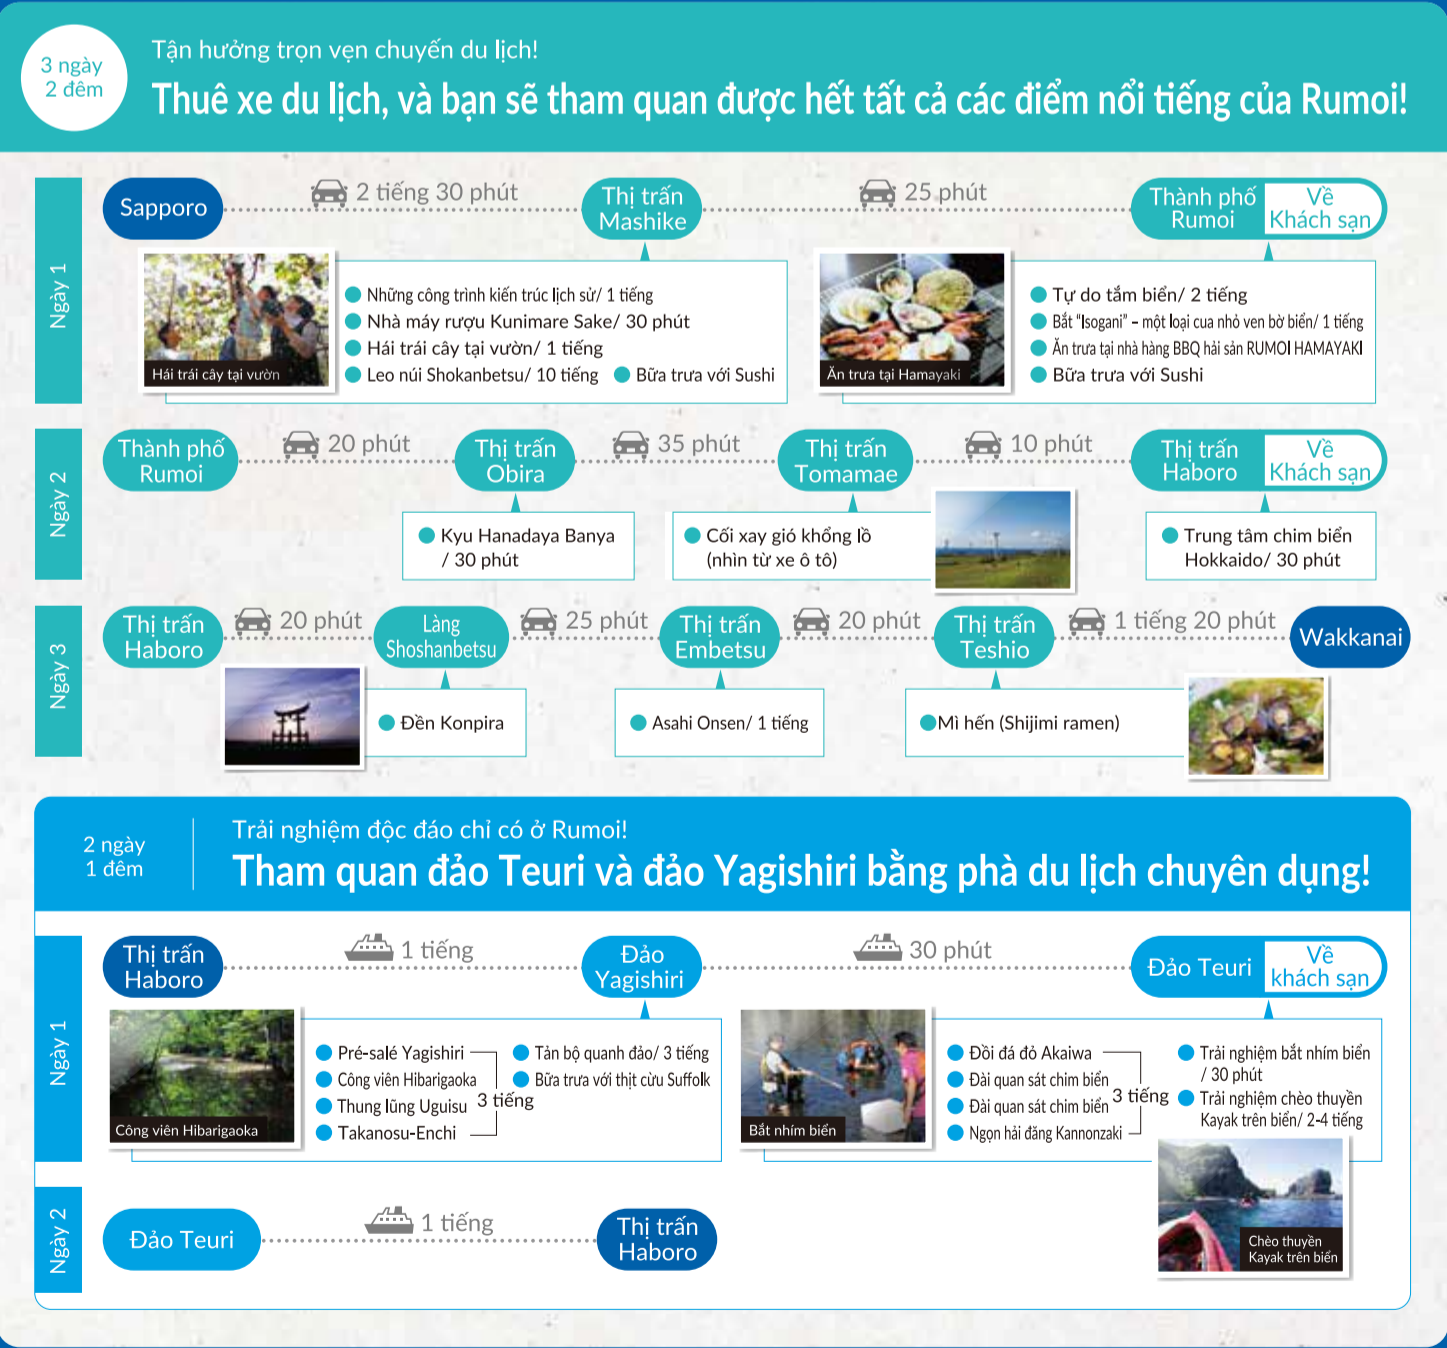 3 ngày
2 đêm
Tận hưởng trọn vẹn chuyến du lịch!
Thuê xe du lịch, và bạn sẽ tham quan được hết tất cả các điểm nổi tiếng của Rumoi!
Ngày 1
Sapporo
2 tiếng 30 phút
Thị trấn
Mashike
25 phút
Thành phố
Rumoi
Về
Khách sạn
Hái trái cây tại vườn
Những công trình kiến trúc lịch sử/ 1 tiếng
Nhà máy rượu Kunimare Sake/ 30 phút
Hái trái cây tại vườn/ 1 tiếng
Leo núi Shokanbetsu/ 10 tiếng
Bữa trưa với Sushi
Ăn trưa tại Hamayaki
Tự do tắm biển/ 2 tiếng
Bắt “Isogani” – một loại cua nhỏ ven bờ biển/ 1 tiếng
Ăn trưa tại nhà hàng BBQ hải sản RUMOI HAMAYAKI
Bữa trưa với Sushi
Ngày 2
Thành phố
Rumoi
20 phút
Thị trấn
Obira
35 phút
Thị trấn
Tomamae
10 phút
Thị trấn
Haboro
Về
Khách sạn
Kyu Hanadaya Banya
/ 30 phút
Cối xay gió khổng lồ
(nhìn từ xe ô tô)
Trung tâm chim biển
Hokkaido/ 30 phút
Ngày 3
Thị trấn
Haboro
20 phút
Làng
Shoshanbetsu
25 phút
Thị trấn
Embetsu
20 phút
Thị trấn
Teshio
1 tiếng 20 phút
Wakkanai
Đền Konpira
Asahi Onsen/ 1 tiếng
Mì hến (Shijimi ramen)
2 ngày
1 đêm
Trải nghiệm độc đáo chỉ có ở Rumoi!
Tham quan đảo Teuri và đảo Yagishiri bằng phà du lịch chuyên dụng!
Ngày 1
Thị trấn
Haboro
1 tiếng
Đảo
Yagishiri
30 phút
Đảo Teuri
Về
khách sạn
Công viên Hibarigaoka
Pré-salé Yagishiri
Công viên Hibarigaoka
Thung lũng Uguisu
Takanosu-Enchi
3 tiếng
Tản bộ quanh đảo/ 3 tiếng
Bữa trưa với thịt cừu Suffolk
Bắt nhím biển
Đồi đá đỏ Akaiwa
Đài quan sát chim biển
Đài quan sát chim biển
Ngọn hải đăng Kannonzaki
3 tiếng
Trải nghiệm bắt nhím biển
/ 30 phút
Trải nghiệm chèo thuyền
Kayak trên biển/ 2-4 tiếng
Chèo thuyền
Kayak trên biển
Ngày 2
Đảo Teuri
1 tiếng
Thị trấn
Haboro